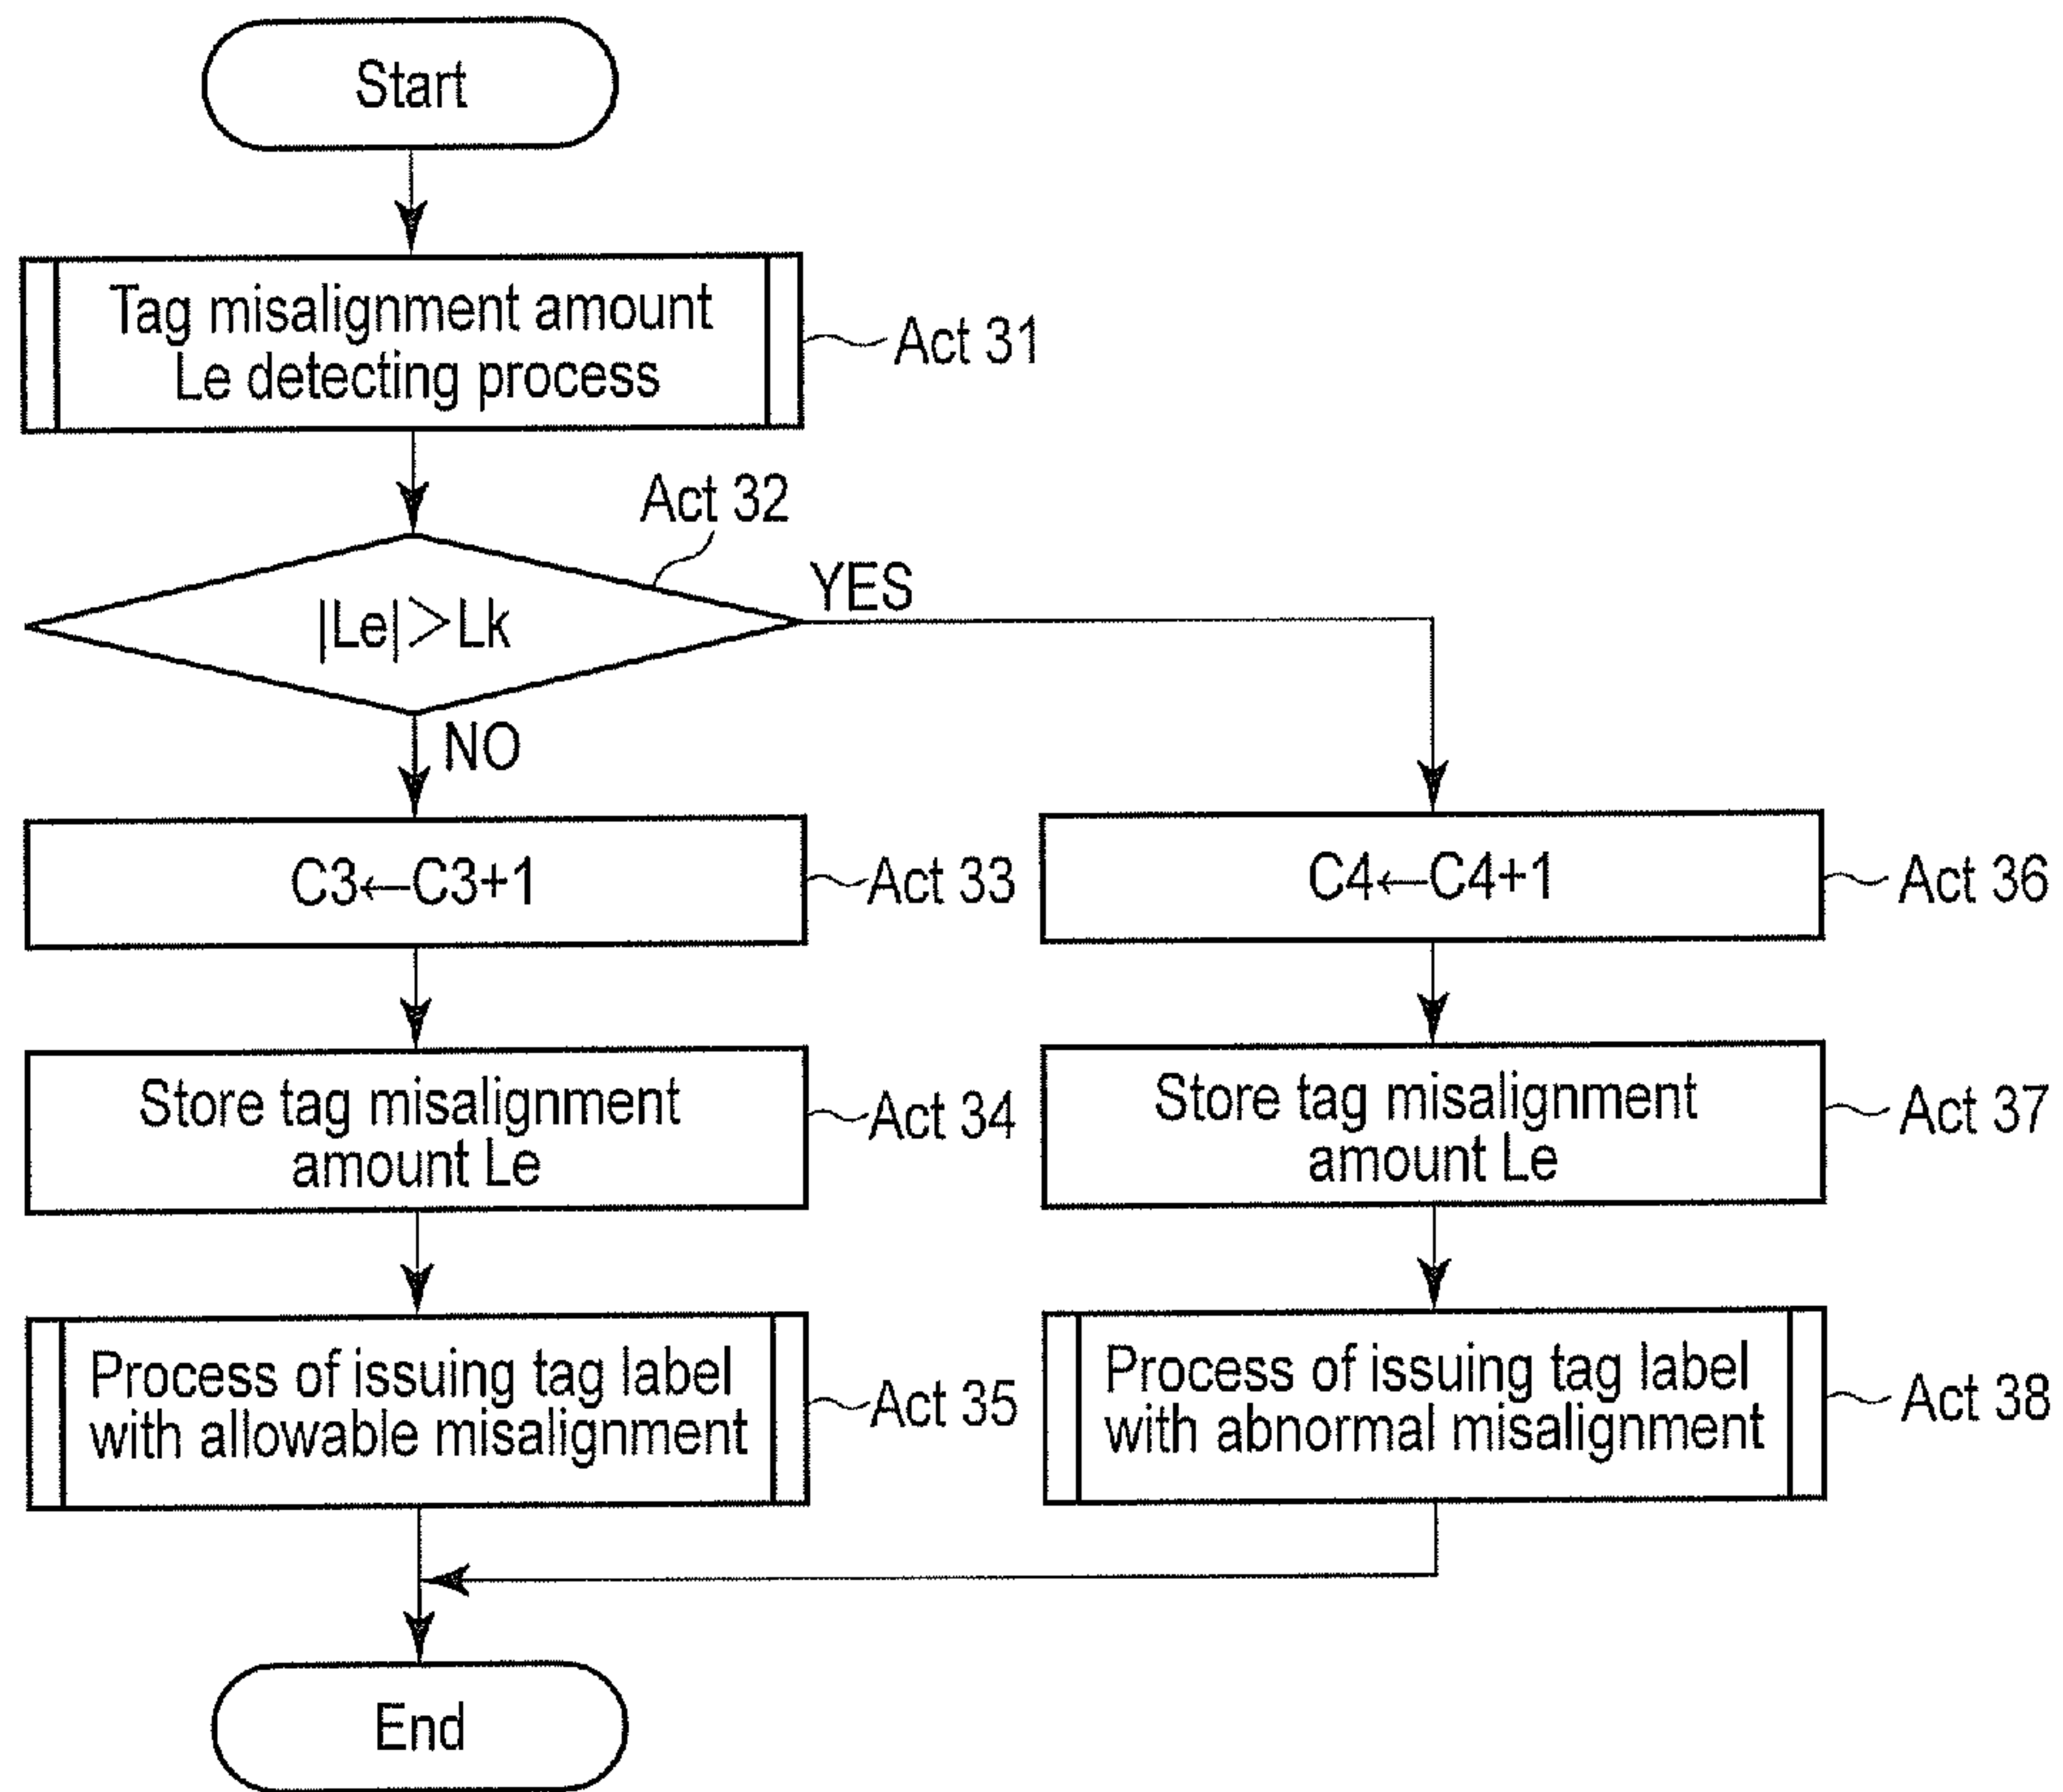 Start
Tag misalignment amount
Le detecting process
Act 31
Act 32
|Le|>Lk
YES
NO
C3←C3+1
Act 33
C4←C4+1
Act 36
Store tag misalignment
amount Le
Act 34
Store tag misalignment
amount Le
Act 37
Process of issuing tag label
with allowable misalignment
Act 35
Process of issuing tag label
with abnormal misalignment
Act 38
End